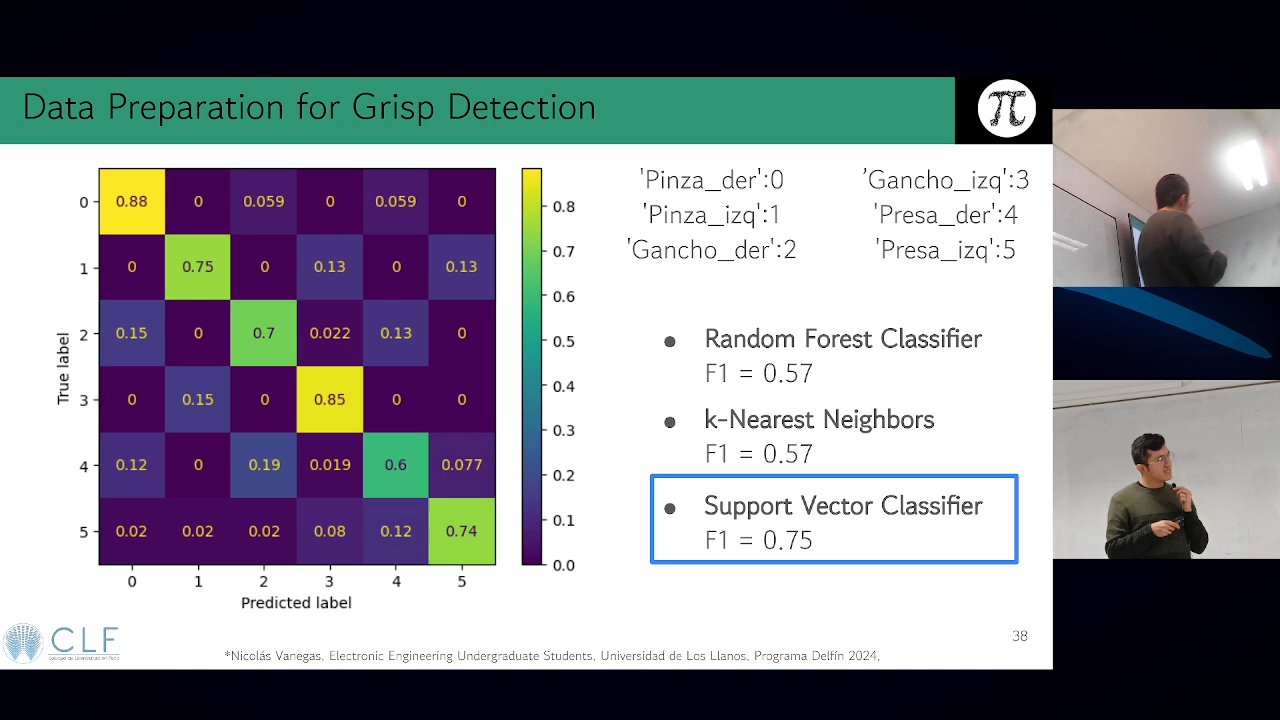 Data Preparation for Grisp Detection
π
0 0.88 0 0.059 0 0.059 0
1 0 0.75 0 0.13 0 0.13
2 0.15 0 0.7 0.022 0.13 0
3 0 0.15 0 0.85 0 0
4 0.12 0 0.19 0.019 0.6 0.077
5 0.02 0.02 0.02 0.08 0.12 0.74
0 1 2 3 4 5
True label
Predicted label
0.8
0.7
0.6
0.5
0.4
0.3
0.2
0.1
0.0
'Pinza_der':0
'Pinza_izq':1
'Gancho_der':2
’Gancho_izq':3
'Presa_der':4
'Presa_izq':5
● Random Forest Classifier
F1 = 0.57
● k-Nearest Neighbors
F1 = 0.57
● Support Vector Classifier
F1 = 0.75
38
CLF
*Nicolás Vanegas, Electronic Engineering Undergraduate Students, Universidad de Los Llanos, Programa Delfín 2024.